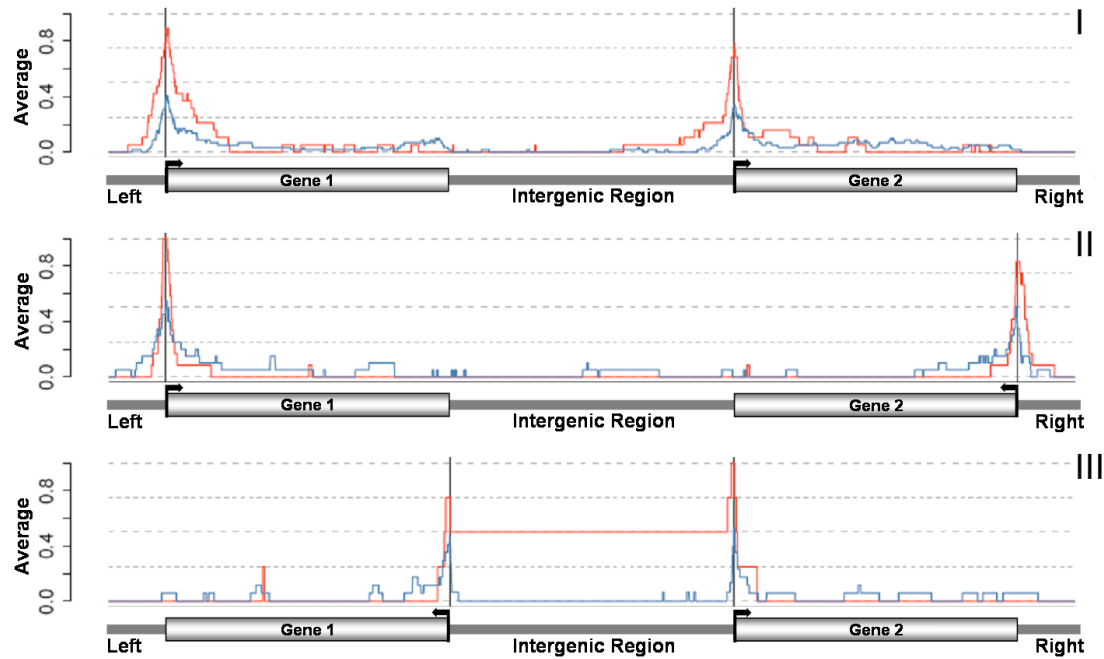 I
Average
0.0
0.4
0.8
Gene 1
Gene 2
Left
Intergenic Region
Right
II
Average
0.0
0.4
0.8
Gene 1
Gene 2
Left
Intergenic Region
Right
III
Average
0.0
0.4
0.8
Gene 1
Gene 2
Left
Intergenic Region
Right